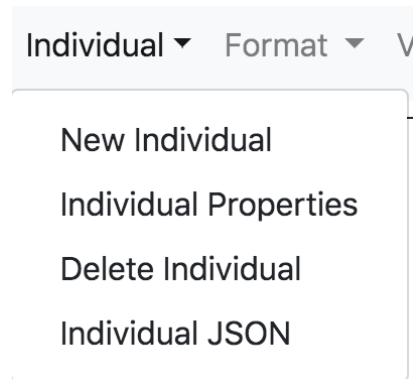 Individual Format
New Individual
Individual Properties
Delete Individual
Individual JSON